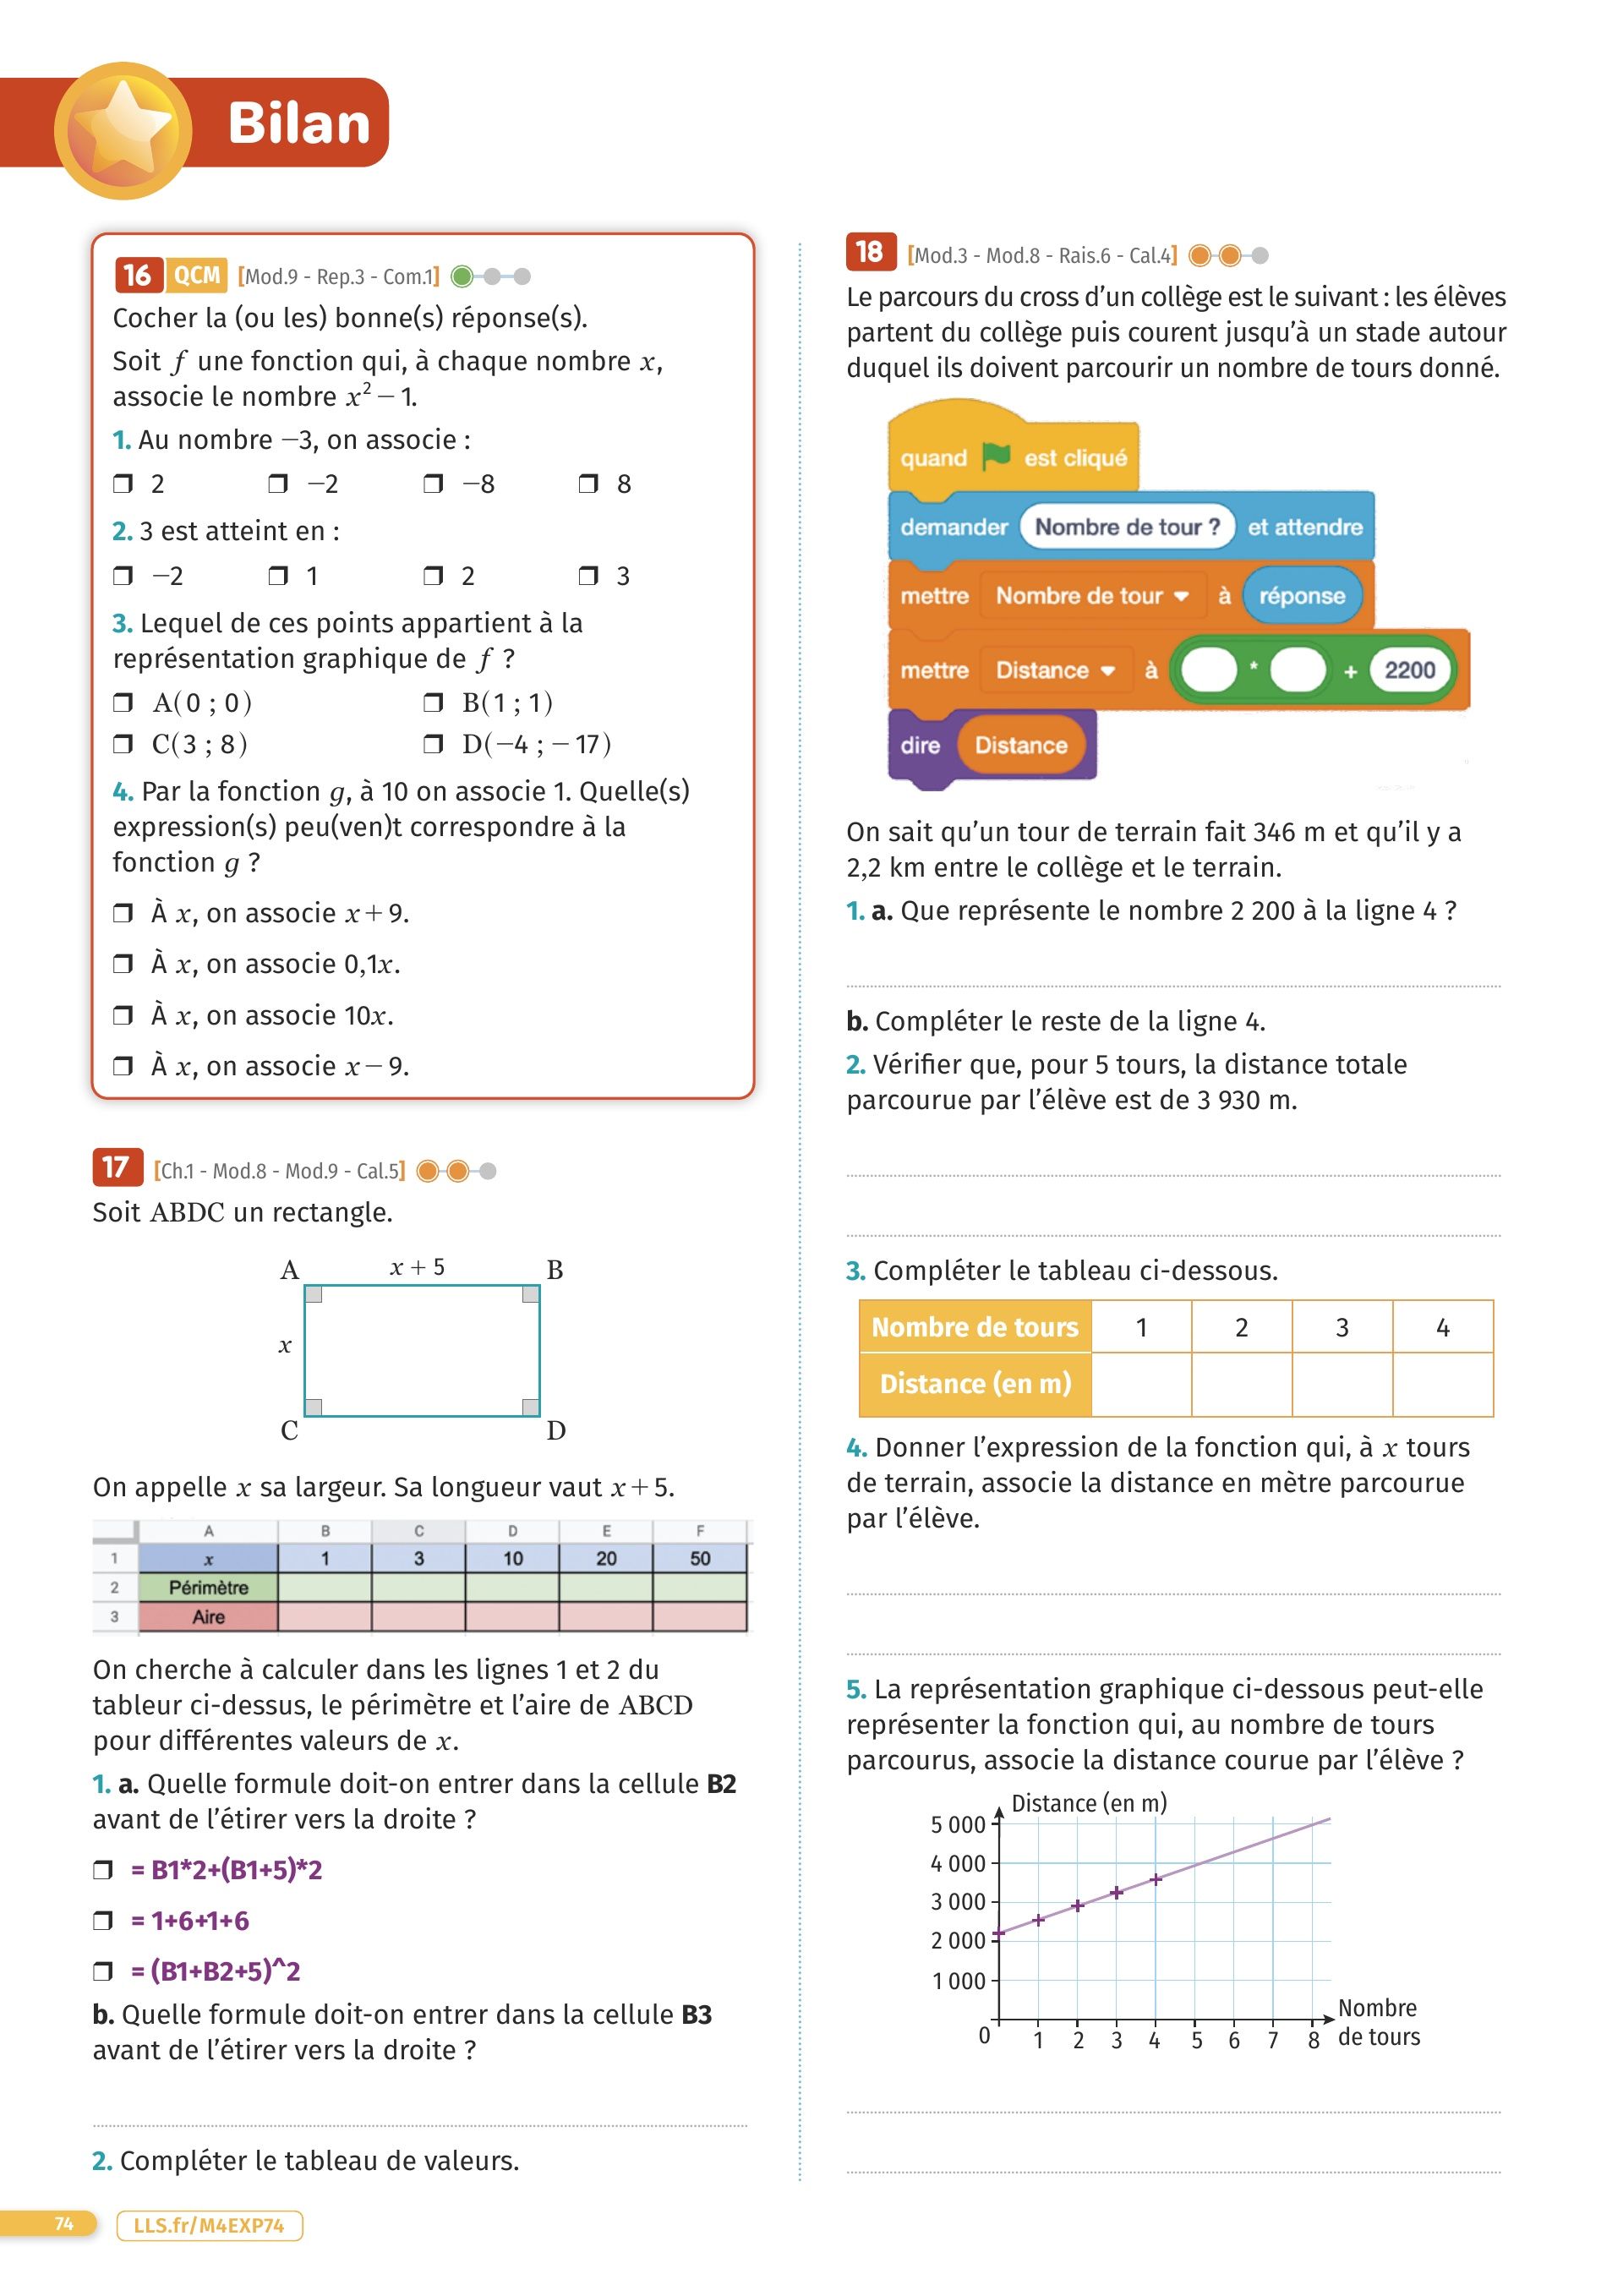 Bilan
16 QCM [Mod.9 - Rep.3 - Com.1]
Cocher la (ou les) bonne(s) réponse(s).
Soit f une fonction qui, à chaque nombre x,
associe le nombre x² − 1.
1. Au nombre −3, on associe :
❒ 2 ❒ −2 ❒ −8 ❒ 8
2. 3 est atteint en :
❒ −2 ❒ 1 ❒ 2 ❒ 3
3. Lequel de ces points appartient à la
représentation graphique de f ?
❒ A(0 ; 0) ❒ B(1 ; 1)
❒ C(3 ; 8) ❒ D(−4 ; − 17)
4. Par la fonction g, à 10 on associe 1. Quelle(s)
expression(s) peu(ven)t correspondre à la
fonction g ?
❒ À x, on associe x + 9.
❒ À x, on associe 0,1x.
❒ À x, on associe 10x.
❒ À x, on associe x − 9.
17 [Ch.1 - Mod.8 - Mod.9 - Cal.5]
Soit ABDC un rectangle.
A x + 5 B
x
C D
On appelle x sa largeur. Sa longueur vaut x + 5.
A B C D E F
1 x 1 3 10 20 50
2 Périmètre
3 Aire
On cherche à calculer dans les lignes 1 et 2 du
tableur ci-dessus, le périmètre et l'aire de ABCD
pour différentes valeurs de x.
1. a. Quelle formule doit-on entrer dans la cellule B2
avant de l'étirer vers la droite ?
❒ = B1*2+(B1+5)*2
❒ = 1+6+1+6
❒ = (B1+B2+5)^2
b. Quelle formule doit-on entrer dans la cellule B3
avant de l'étirer vers la droite ?
2. Compléter le tableau de valeurs.
18 [Mod.3 - Mod.8 - Rais.6 - Cal.4]
Le parcours du cross d'un collège est le suivant : les élèves
partent du collège puis courent jusqu'à un stade autour
duquel ils doivent parcourir un nombre de tours donné.
quand est cliqué
demander Nombre de tour ? et attendre
mettre Nombre de tour à réponse
mettre Distance à * + 2200
dire Distance
On sait qu'un tour de terrain fait 346 m et qu'il y a
2,2 km entre le collège et le terrain.
1. a. Que représente le nombre 2 200 à la ligne 4 ?
b. Compléter le reste de la ligne 4.
2. Vérifier que, pour 5 tours, la distance totale
parcourue par l'élève est de 3 930 m.
3. Compléter le tableau ci-dessous.
Nombre de tours 1 2 3 4
Distance (en m)
4. Donner l'expression de la fonction qui, à x tours
de terrain, associe la distance en mètre parcourue
par l'élève.
5. La représentation graphique ci-dessous peut-elle
représenter la fonction qui, au nombre de tours
parcourus, associe la distance courue par l'élève ?
Distance (en m)
5 000
4 000
3 000
2 000
1 000
0 1 2 3 4 5 6 7 8
Nombre
de tours
74 LLS.fr/M4EXP74